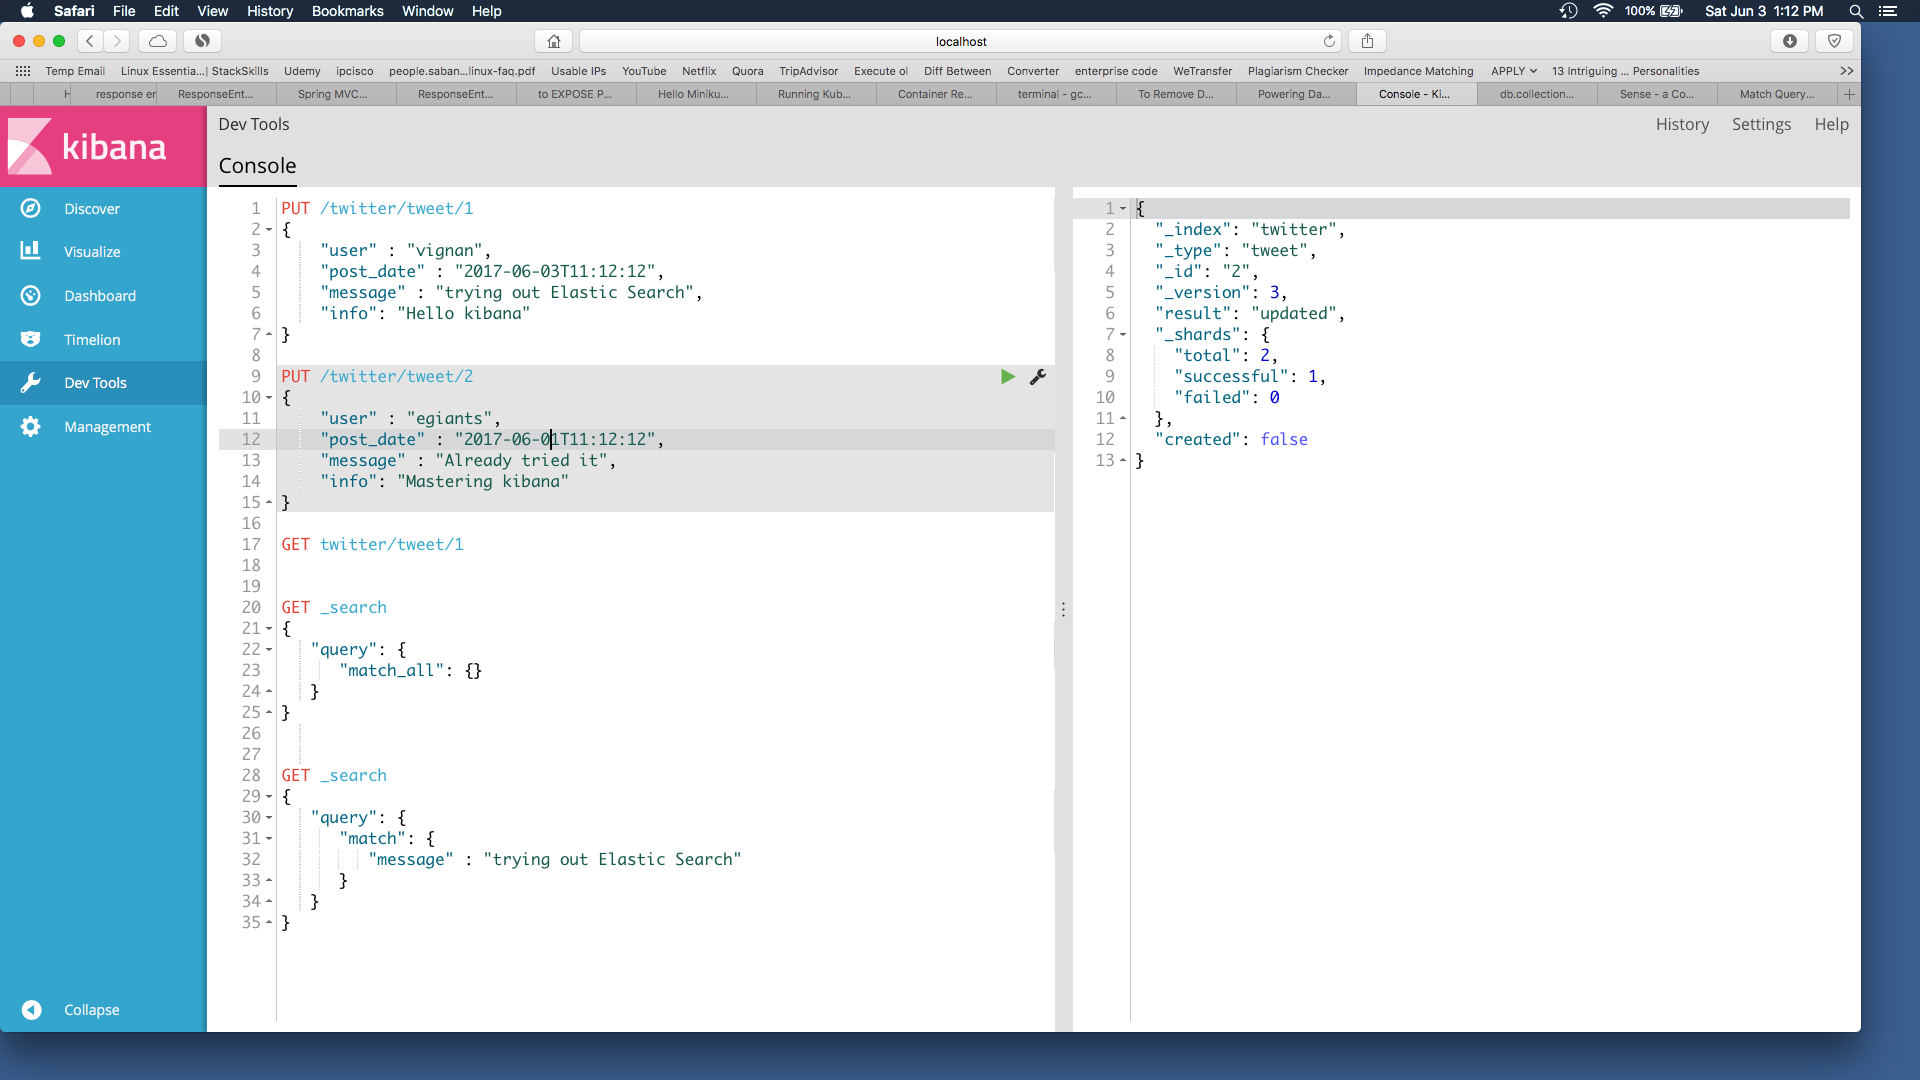 Safari File Edit View History Bookmarks Window Help 100% Sat Jun 3 1:12 PM
localhost
Temp Email Linux Essentia...| StackSkills Udemy ipcisco people.saban...linux-faq.pdf Usable IPs YouTube Netflix Quora TripAdvisor Execute ol Diff Between Converter enterprise code WeTransfer Plagiarism Checker Impedance Matching APPLY 13 Intriguing ... Personalities >>
H response er ResponseEnt... Spring MVC... ResponseEnt... to EXPOSE P... Hello Miniku... Running Kub... Container Re... terminal - gc... To Remove D... Powering Da... Console - Ki... db.collection... Sense - a Co... Match Query...
kibana
Discover
Visualize
Dashboard
Timelion
Dev Tools
Management
Collapse
Dev Tools History Settings Help
Console
1 PUT /twitter/tweet/1
2 {
3 "user" : "vignan",
4 "post_date" : "2017-06-03T11:12:12",
5 "message" : "trying out Elastic Search",
6 "info": "Hello kibana"
7 }
8
9 PUT /twitter/tweet/2
10 {
11 "user" : "egiants",
12 "post_date" : "2017-06-01T11:12:12",
13 "message" : "Already tried it",
14 "info": "Mastering kibana"
15 }
16
17 GET twitter/tweet/1
18
19
20 GET _search
21 {
22 "query": {
23 "match_all": {}
24 }
25 }
26
27
28 GET _search
29 {
30 "query": {
31 "match": {
32 "message" : "trying out Elastic Search"
33 }
34 }
35 }
1 {
2 "_index": "twitter",
3 "_type": "tweet",
4 "_id": "2",
5 "_version": 3,
6 "result": "updated",
7 "_shards": {
8 "total": 2,
9 "successful": 1,
10 "failed": 0
11 },
12 "created": false
13 }